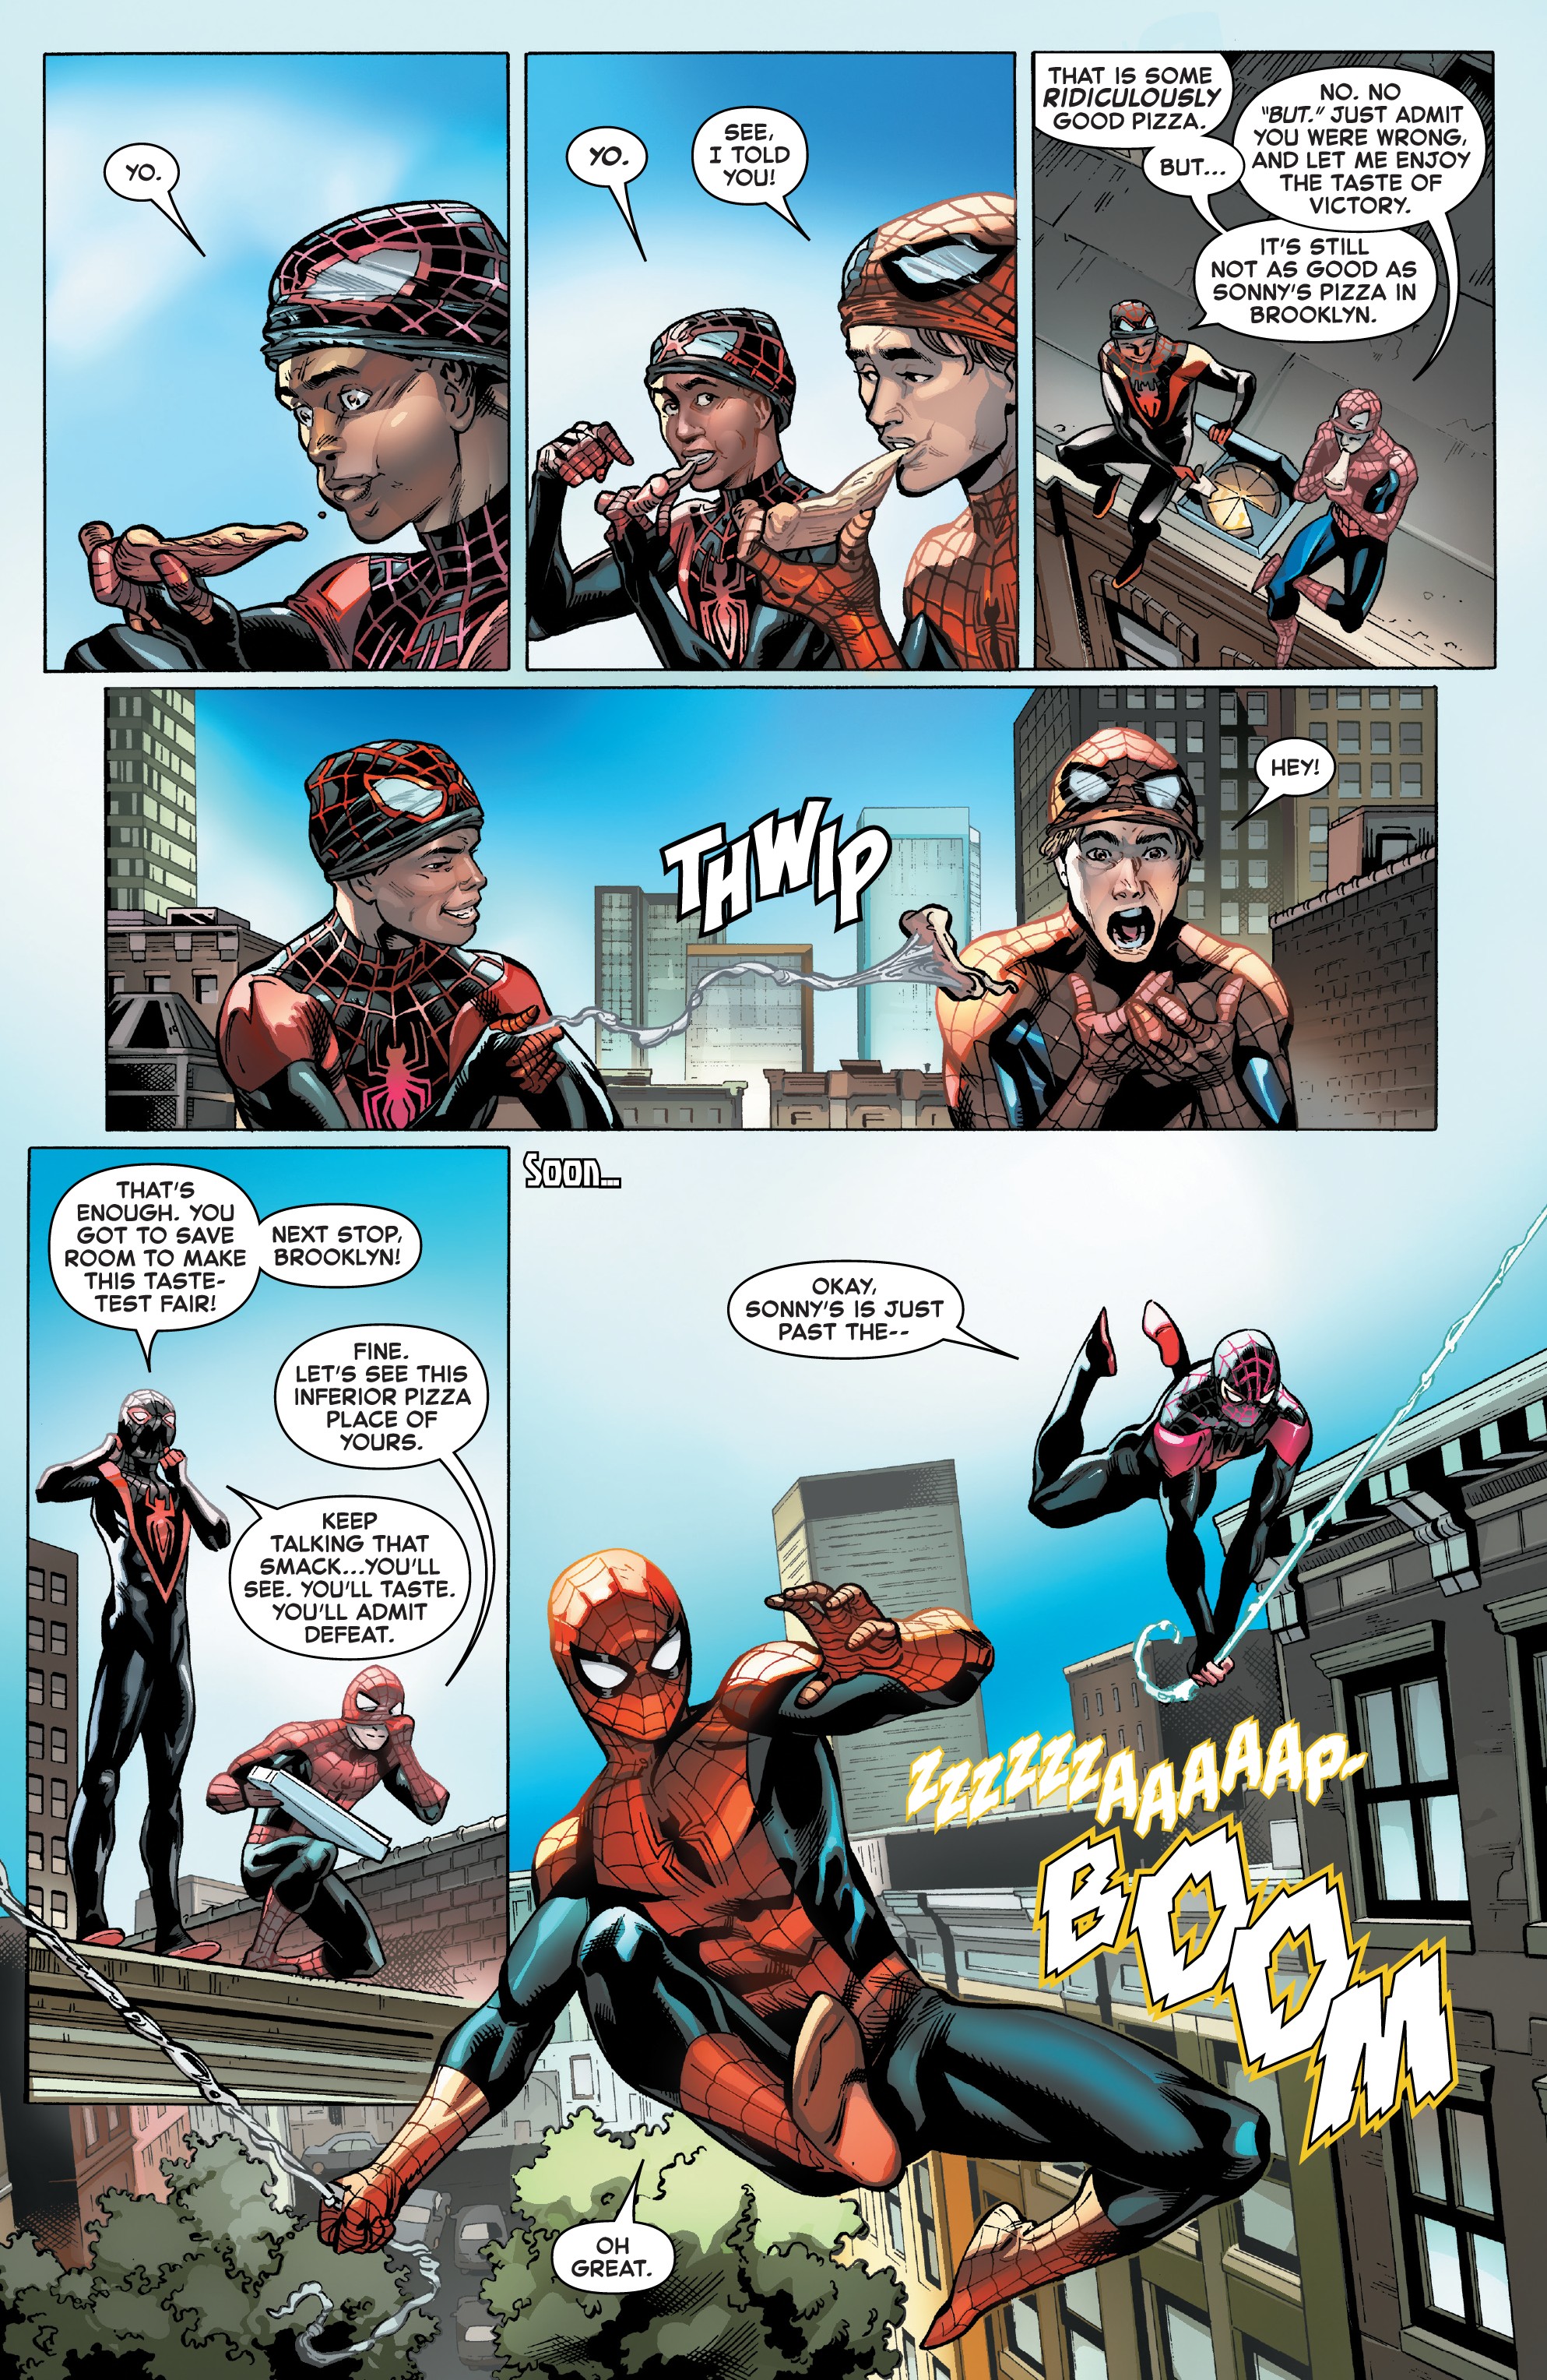 YO.
YO.
SEE,
I TOLD
YOU!
THAT IS SOME
RIDICULOUSLY
GOOD PIZZA.
BUT...
NO. NO
"BUT." JUST ADMIT
YOU WERE WRONG,
AND LET ME ENJOY
THE TASTE OF
VICTORY.
IT'S STILL
NOT AS GOOD AS
SONNY'S PIZZA IN
BROOKLYN.
THWIP
HEY!
THAT'S
ENOUGH. YOU
GOT TO SAVE
ROOM TO MAKE
THIS TASTE-
TEST FAIR!
NEXT STOP,
BROOKLYN!
FINE.
LET'S SEE THIS
INFERIOR PIZZA
PLACE OF
YOURS.
KEEP
TALKING THAT
SMACK...YOU'LL
SEE. YOU'LL TASTE.
YOU'LL ADMIT
DEFEAT.
Soon...
OKAY,
SONNY'S IS JUST
PAST THE--
ZZZZZZZAAAAAAP-
BOOM
OH
GREAT.